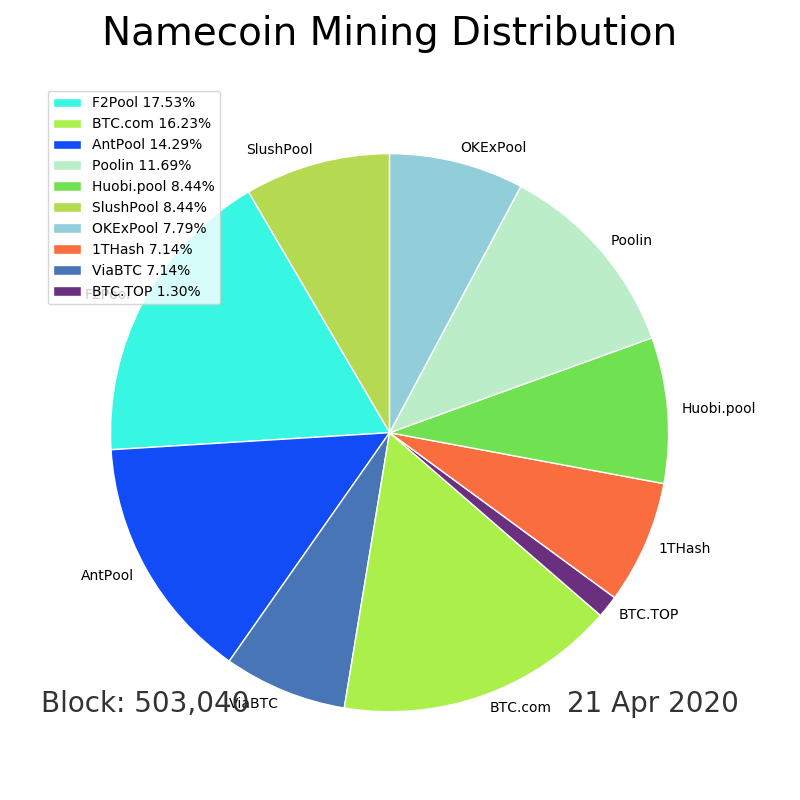 Namecoin Mining Distribution
F2Pool 17.53%
BTC.com 16.23%
AntPool 14.29%
Poolin 11.69%
Huobi.pool 8.44%
SlushPool 8.44%
OKExPool 7.79%
1THash 7.14%
ViaBTC 7.14%
BTC.TOP 1.30%
SlushPool
OKExPool
Poolin
F2Pool
Huobi.pool
1THash
AntPool
BTC.TOP
ViaBTC
BTC.com
Block: 503,040
21 Apr 2020